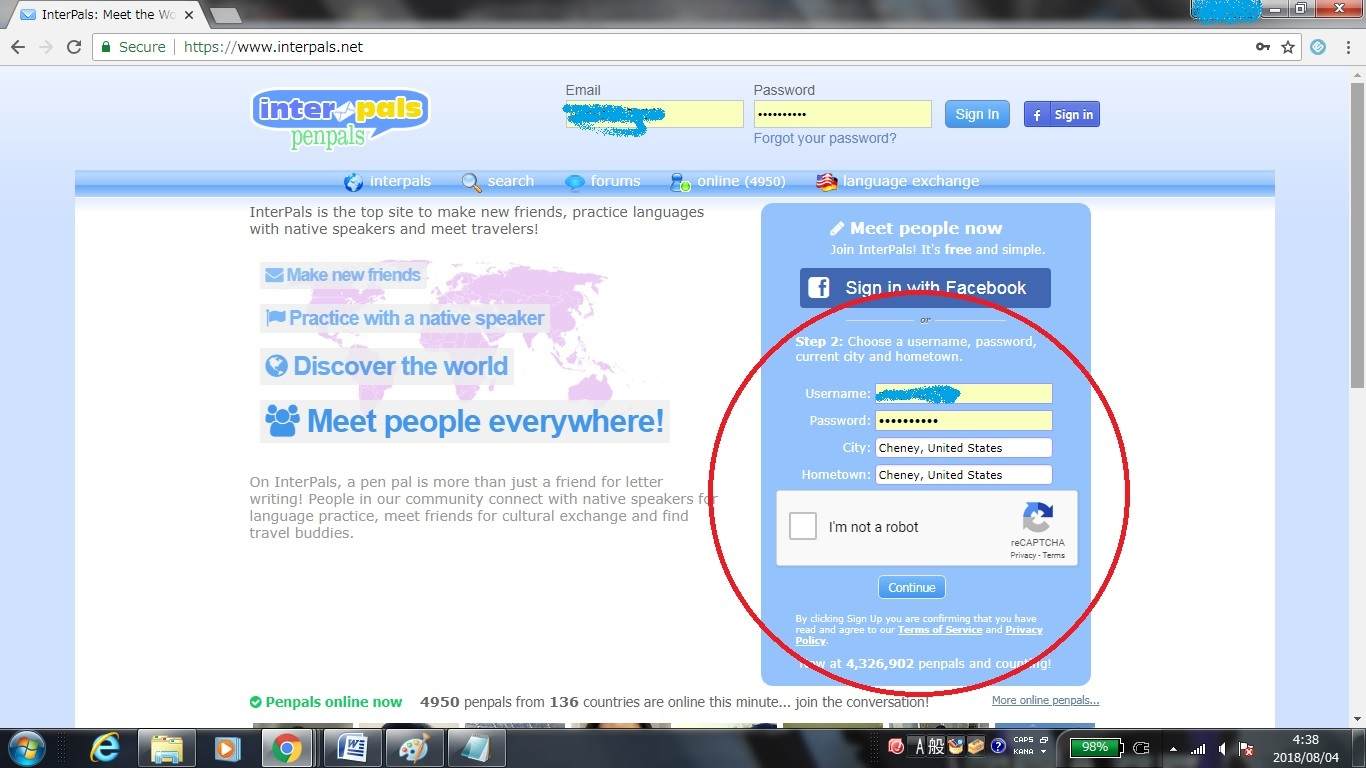 InterPals: Meet the Wo
Secure
https://www.interpals.net
inter pals
penpals
Email
Password
••••••••••
Sign In
f Sign in
Forgot your password?
interpals
search
forums
online (4950)
language exchange
InterPals is the top site to make new friends, practice languages
with native speakers and meet travelers!
Make new friends
Practice with a native speaker
Discover the world
Meet people everywhere!
On InterPals, a pen pal is more than just a friend for letter
writing! People in our community connect with native speakers for
language practice, meet friends for cultural exchange and find
travel buddies.
Meet people now
Join InterPals! It's free and simple.
f Sign in with Facebook
or
Step 2: Choose a username, password,
current city and hometown.
Username:
Password: ••••••••••
City: Cheney, United States
Hometown: Cheney, United States
I'm not a robot
reCAPTCHA
Privacy - Terms
Continue
By clicking Sign Up you are confirming that you have
read and agree to our Terms of Service and Privacy
Policy.
Now at 4,326,902 penpals and counting!
Penpals online now
4950 penpals from 136 countries are online this minute... join the conversation!
More online penpals...
A 般
CAPS
KANA
98%
4:38
2018/08/04